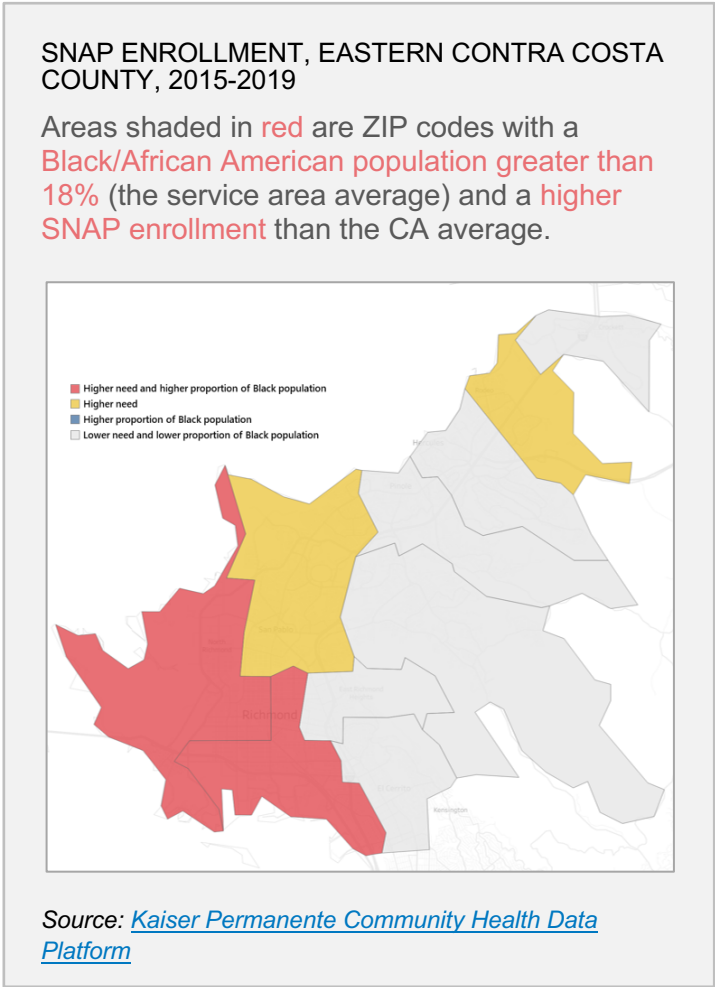 SNAP ENROLLMENT, EASTERN CONTRA COSTA
COUNTY, 2015-2019
Areas shaded in red are ZIP codes with a
Black/African American population greater than
18% (the service area average) and a higher
SNAP enrollment than the CA average.
Higher need and higher proportion of Black population
Higher need
Higher proportion of Black population
Lower need and lower proportion of Black population
Richmond
El Cerrito
Kensington
Source: Kaiser Permanente Community Health Data
Platform